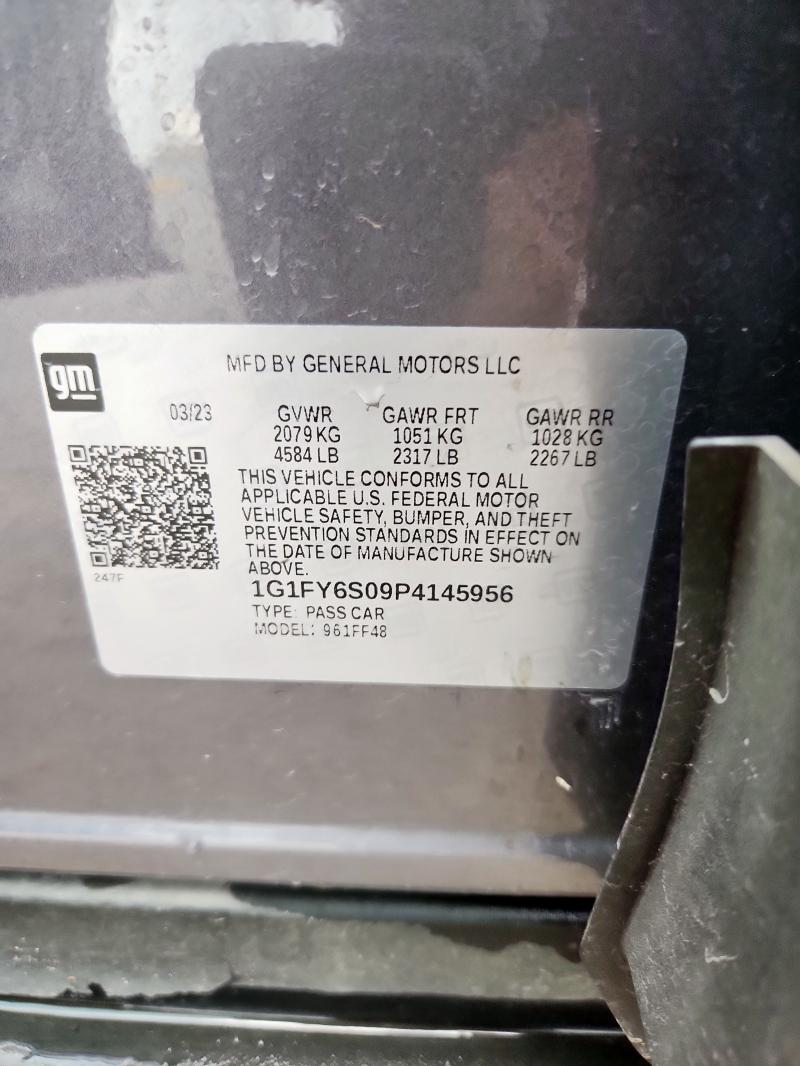 gm
MFD BY GENERAL MOTORS LLC
03/23 GVWR GAWR FRT GAWR RR
2079 KG 1051 KG 1028 KG
4584 LB 2317 LB 2267 LB
THIS VEHICLE CONFORMS TO ALL
APPLICABLE U.S. FEDERAL MOTOR
VEHICLE SAFETY, BUMPER, AND THEFT
PREVENTION STANDARDS IN EFFECT ON
THE DATE OF MANUFACTURE SHOWN
ABOVE.
247F
1G1FY6S09P4145956
TYPE: PASS CAR
MODEL: 961FF48